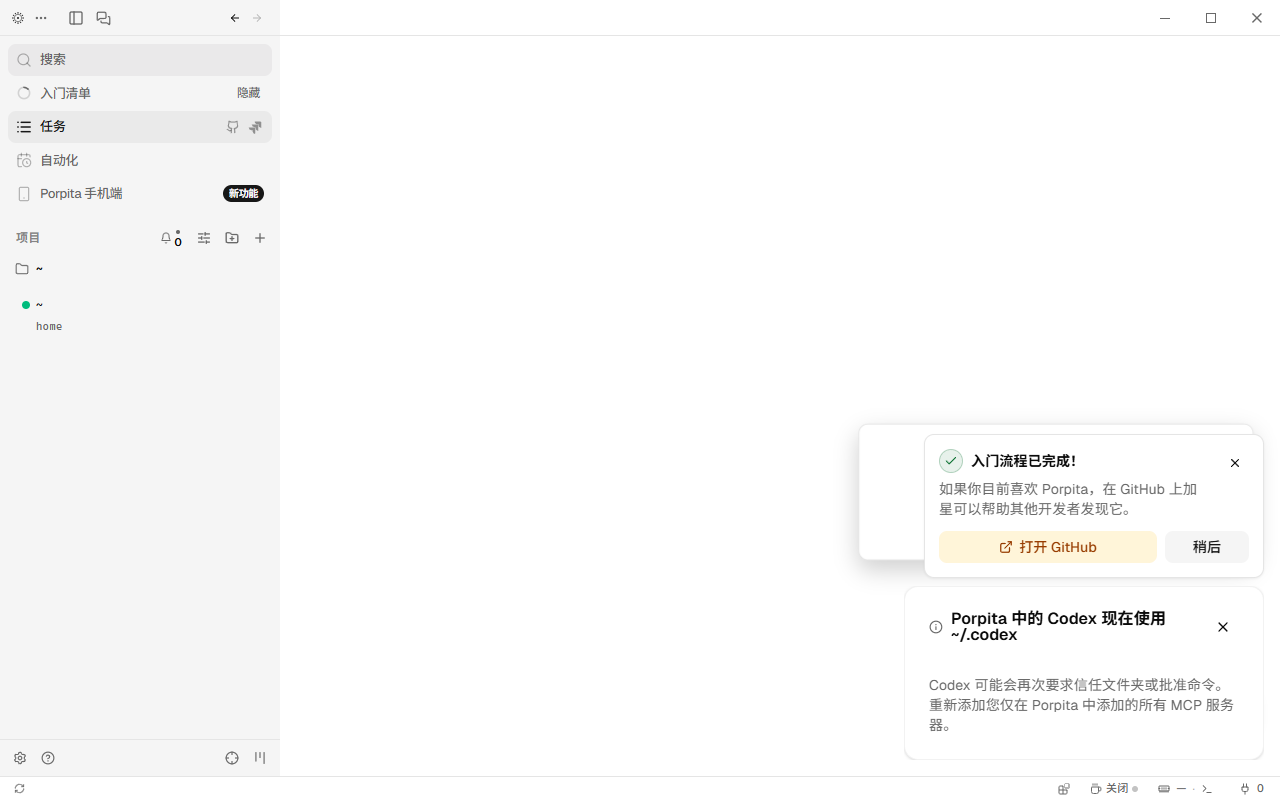 搜索
入门清单 隐藏
任务
自动化
Porpita 手机端 新功能
项目 0
~
~
home
入门流程已完成！
如果你目前喜欢 Porpita，在 GitHub 上加
星可以帮助其他开发者发现它。
打开 GitHub 稍后
Porpita 中的 Codex 现在使用
~/.codex
Codex 可能会再次要求信任文件夹或批准命令。
重新添加您仅在 Porpita 中添加的所有 MCP 服务
器。
关闭 — · 0